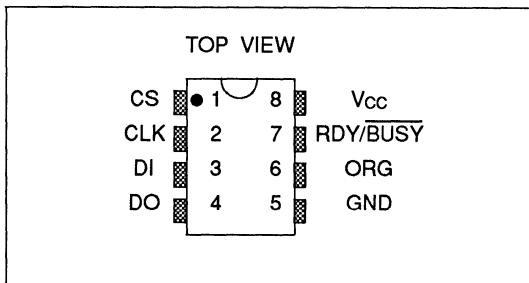 TOP VIEW
CS 1 8 Vcc
CLK 2 7 RDY/BUSY
DI 3 6 ORG
DO 4 5 GND